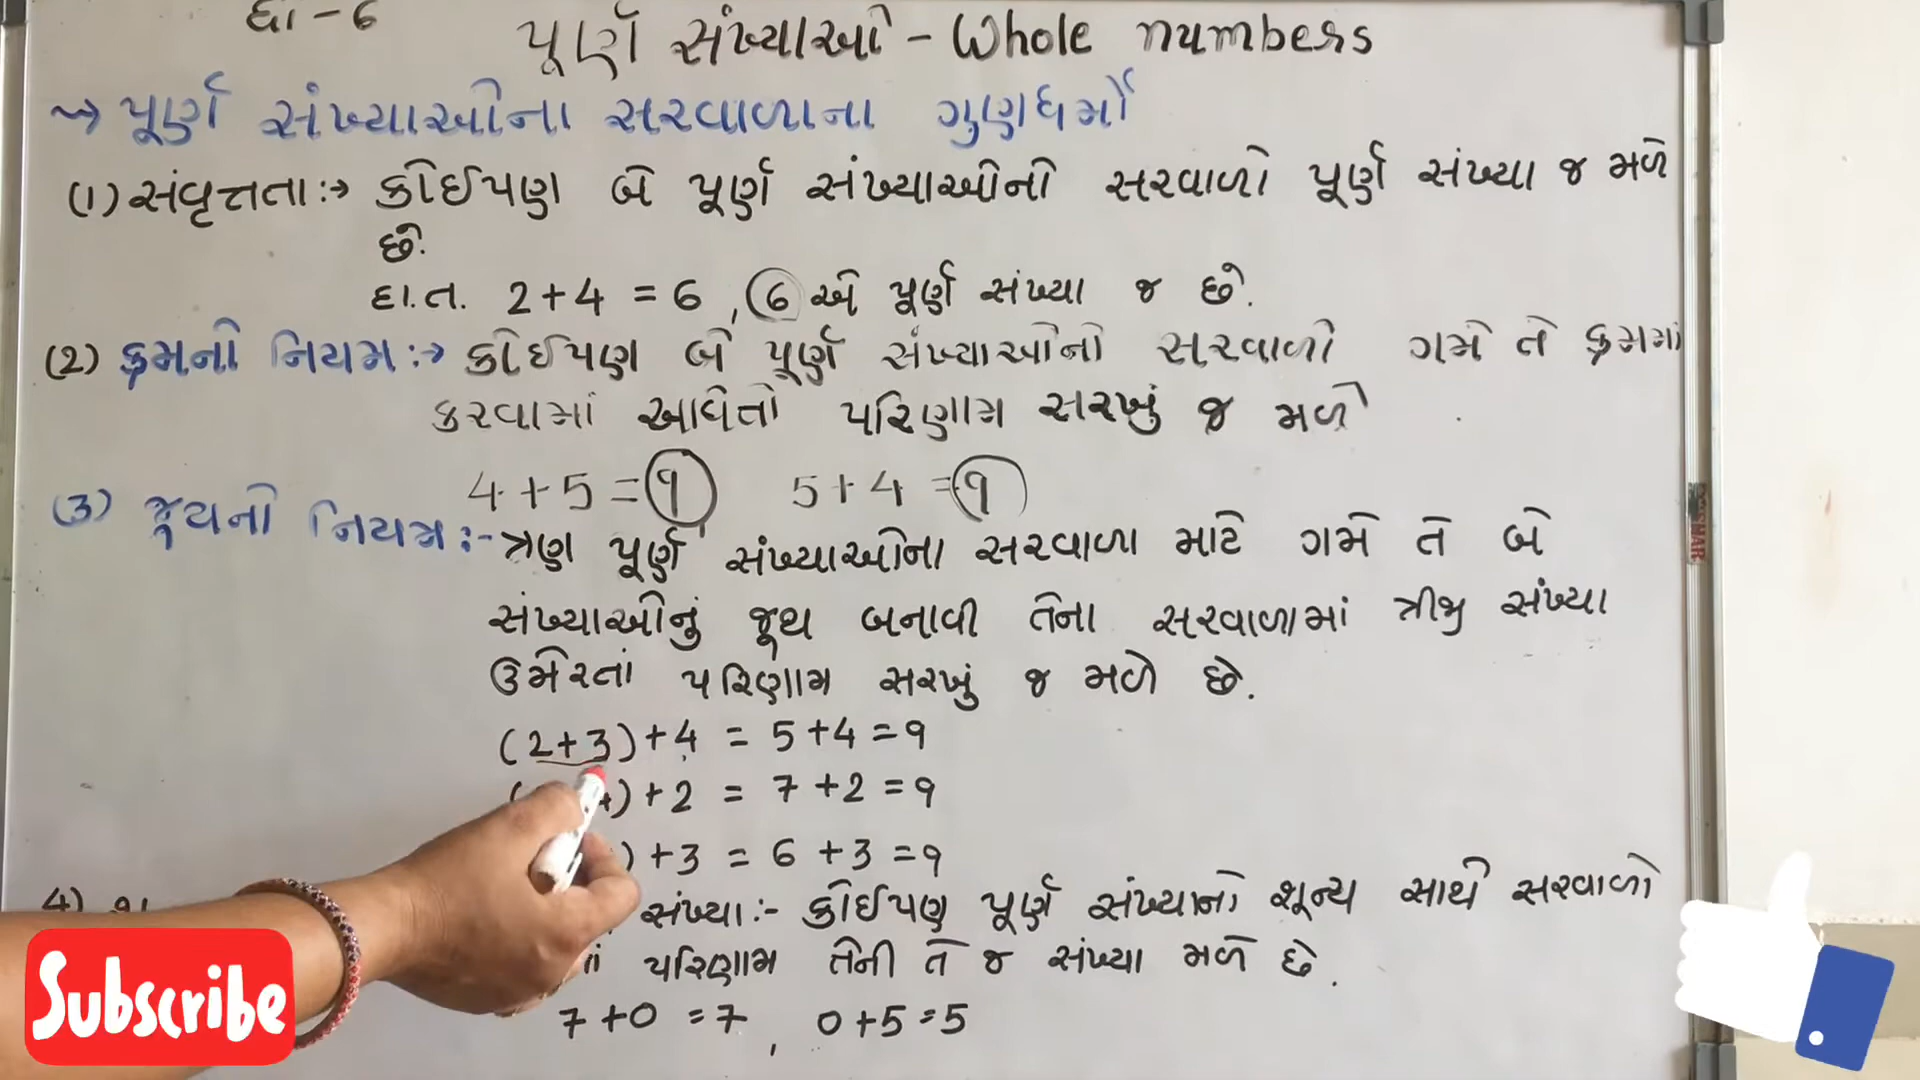 ધો-6
પૂર્ણ સંખ્યાઓ - Whole numbers
→ પૂર્ણ સંખ્યાઓના સરવાળાના ગુણધર્મો
(1) સંવૃત્તતા :→ કોઈપણ બે પૂર્ણ સંખ્યાઓનો સરવાળો પૂર્ણ સંખ્યા જ મળે
છે.
દા.ત. 2+4 = 6 , 6 એ પૂર્ણ સંખ્યા જ છે.
(2) ક્રમનો નિયમ :→ કોઈપણ બે પૂર્ણ સંખ્યાઓનો સરવાળો ગમે તે ક્રમમાં
કરવામાં આવેતો પરિણામ સરખું જ મળે
4+5 = 9 5+4 = 9
(3) જૂથનો નિયમ :- ત્રણ પૂર્ણ સંખ્યાઓના સરવાળા માટે ગમે તે બે
સંખ્યાઓનું જૂથ બનાવી તેના સરવાળામાં ત્રીજી સંખ્યા
ઉમેરતાં પરિણામ સરખું જ મળે છે.
(2+3)+4 = 5+4 = 9
) + 2 = 7 + 2 = 9
) + 3 = 6 + 3 = 9
4) સંખ્યા :- કોઈપણ પૂર્ણ સંખ્યાનો શૂન્ય સાથે સરવાળો
પરિણામ તેની તે જ સંખ્યા મળે છે.
7+0 = 7 , 0+5 = 5
Subscribe